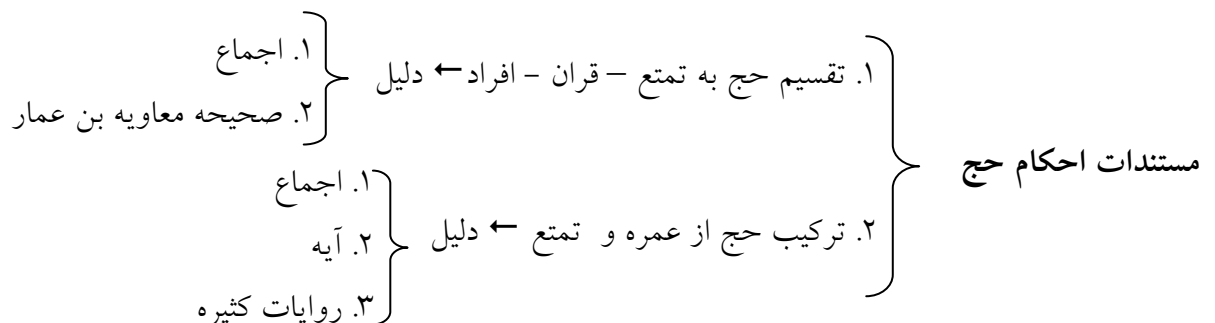 مستندات احکام حج
۱. تقسیم حج به تمتع – قران - افراد← دلیل
۱. اجماع
۲. صحیحه معاویه بن عمار
۲. ترکیب حج از عمره و تمتع ← دلیل
۱. اجماع
۲. آیه
۳. روایات کثیره